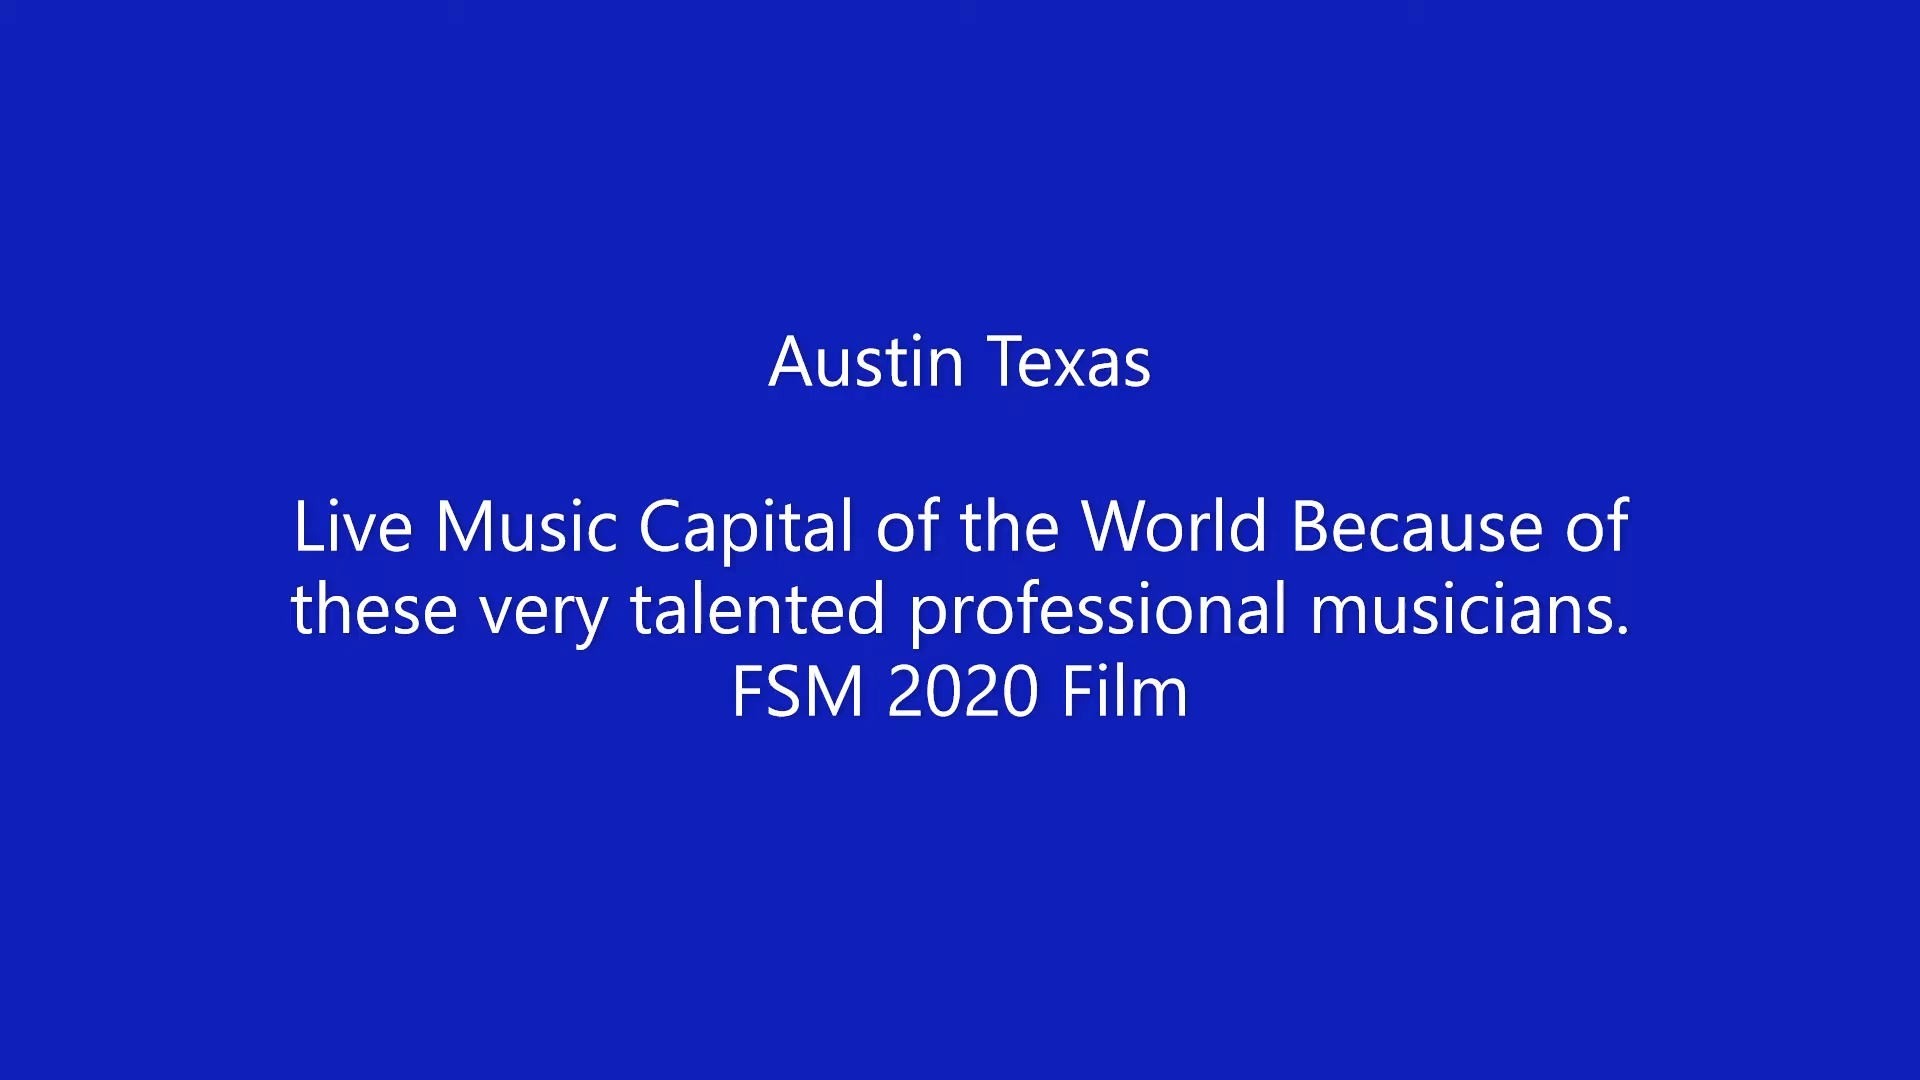 Austin Texas
Live Music Capital of the World Because of
these very talented professional musicians.
FSM 2020 Film